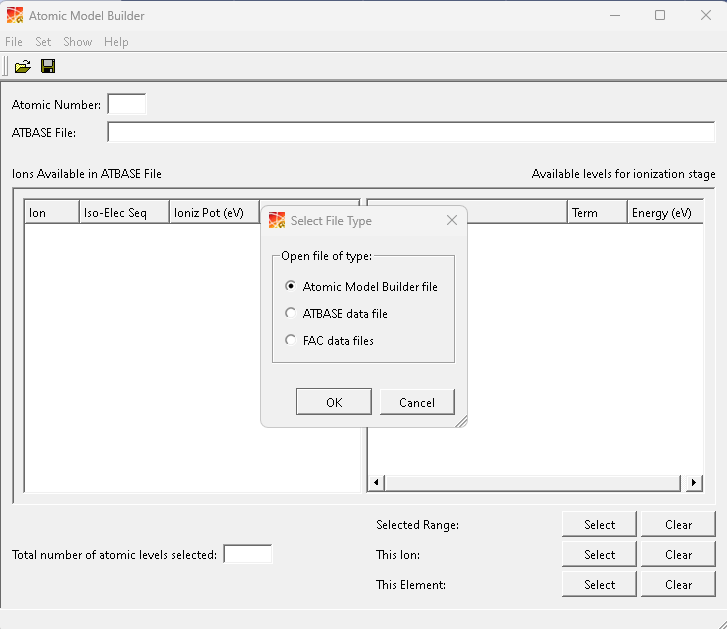 Atomic Model Builder
File Set Show Help
Atomic Number:
ATBASE File:
Ions Available in ATBASE File
Available levels for ionization stage
Ion Iso-Elec Seq Ioniz Pot (eV)
Term Energy (eV)
Select File Type
Open file of type:
Atomic Model Builder file
ATBASE data file
FAC data files
OK Cancel
Selected Range: Select Clear
Total number of atomic levels selected:
This Ion: Select Clear
This Element: Select Clear